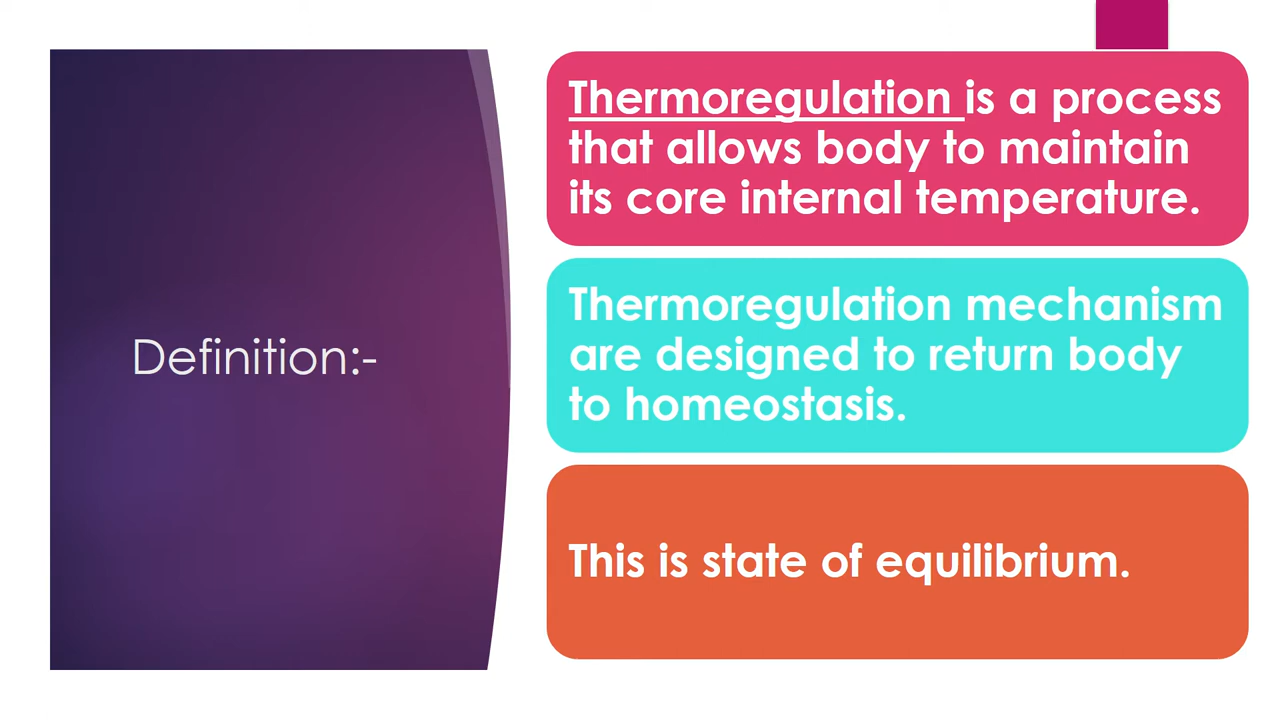 Definition:-
Thermoregulation is a process
that allows body to maintain
its core internal temperature.
Thermoregulation mechanism
are designed to return body
to homeostasis.
This is state of equilibrium.